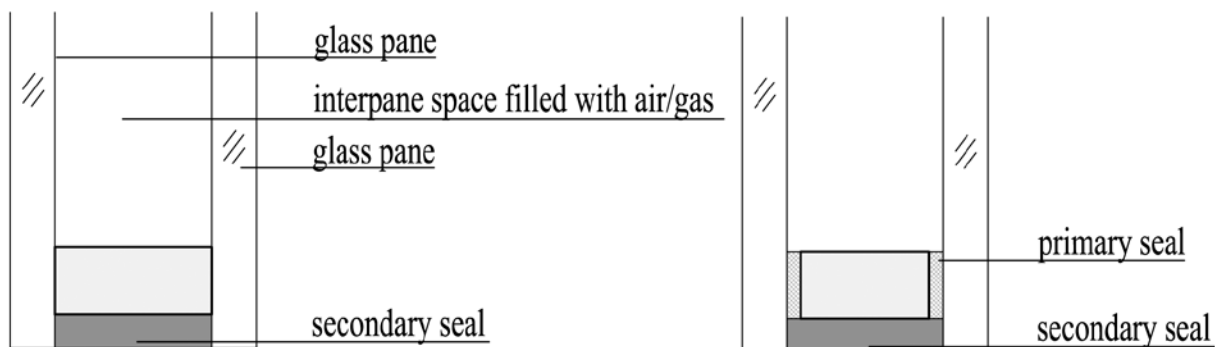 glass pane
interpane space filled with air/gas
glass pane
secondary seal
primary seal
secondary seal